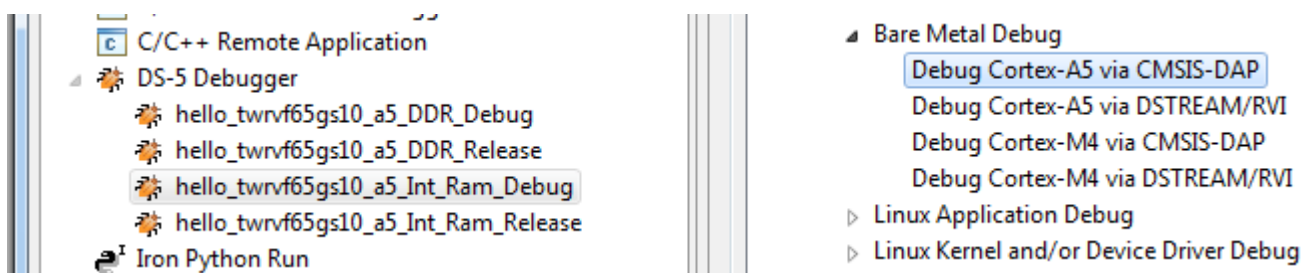 C/C++ Remote Application
DS-5 Debugger
hello_twrvf65gs10_a5_DDR_Debug
hello_twrvf65gs10_a5_DDR_Release
hello_twrvf65gs10_a5_Int_Ram_Debug
hello_twrvf65gs10_a5_Int_Ram_Release
Iron Python Run
Bare Metal Debug
Debug Cortex-A5 via CMSIS-DAP
Debug Cortex-A5 via DSTREAM/RVI
Debug Cortex-M4 via CMSIS-DAP
Debug Cortex-M4 via DSTREAM/RVI
Linux Application Debug
Linux Kernel and/or Device Driver Debug